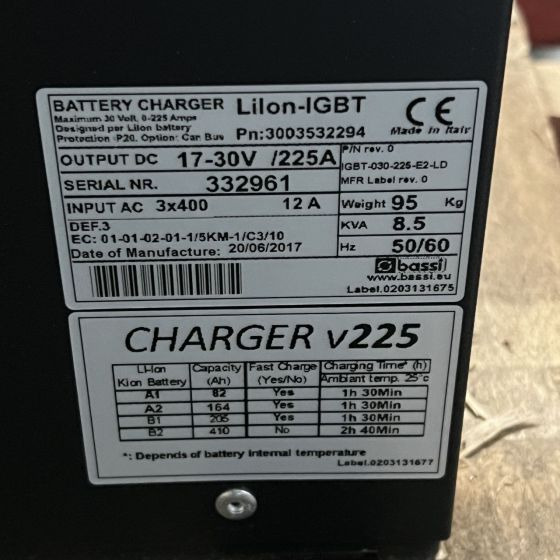 BATTERY CHARGER LiIon-IGBT CE
Maximum 30 Volt, 0-225 Amps
Designed per LiIon battery
Protection IP20. Option: Can Bus Pn:3003532294 Made in Italy
OUTPUT DC 17-30V /225A P/N rev. 0
IGBT-030-225-E2-LD
SERIAL NR. 332961 MFR Label rev. 0
INPUT AC 3x400 12 A Weight 95 Kg
DEF.3 KVA 8.5
EC: 01-01-02-01-1/5KM-1/C3/10
Date of Manufacture: 20/06/2017 Hz 50/60
bassi
www.bassi.eu
Label.0203131675
CHARGER v225
Li-Ion Capacity Fast Charge Charging Time* (h)
Kion Battery (Ah) (Yes/No) Ambiant temp. 25°c
A1 82 Yes 1h 30Min
A2 164 Yes 1h 30Min
B1 205 Yes 1h 30Min
B2 410 No 2h 40Min
*: Depends of battery internal temperature
Label.0203131677